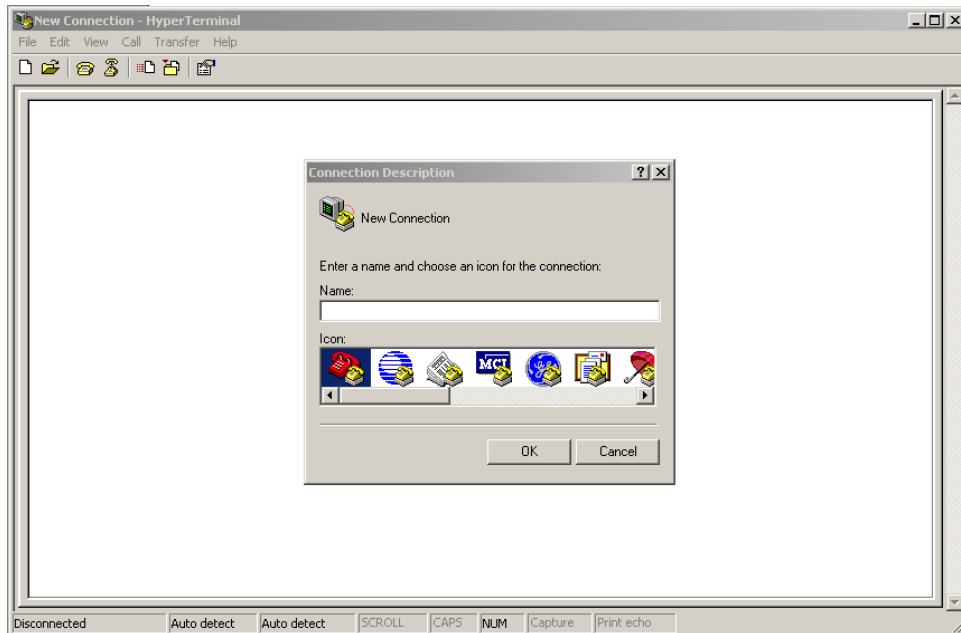 New Connection - HyperTerminal
File Edit View Call Transfer Help
Connection Description
New Connection
Enter a name and choose an icon for the connection:
Name:
Icon:
MCI
OK Cancel
Disconnected Auto detect Auto detect SCROLL CAPS NUM Capture Print echo